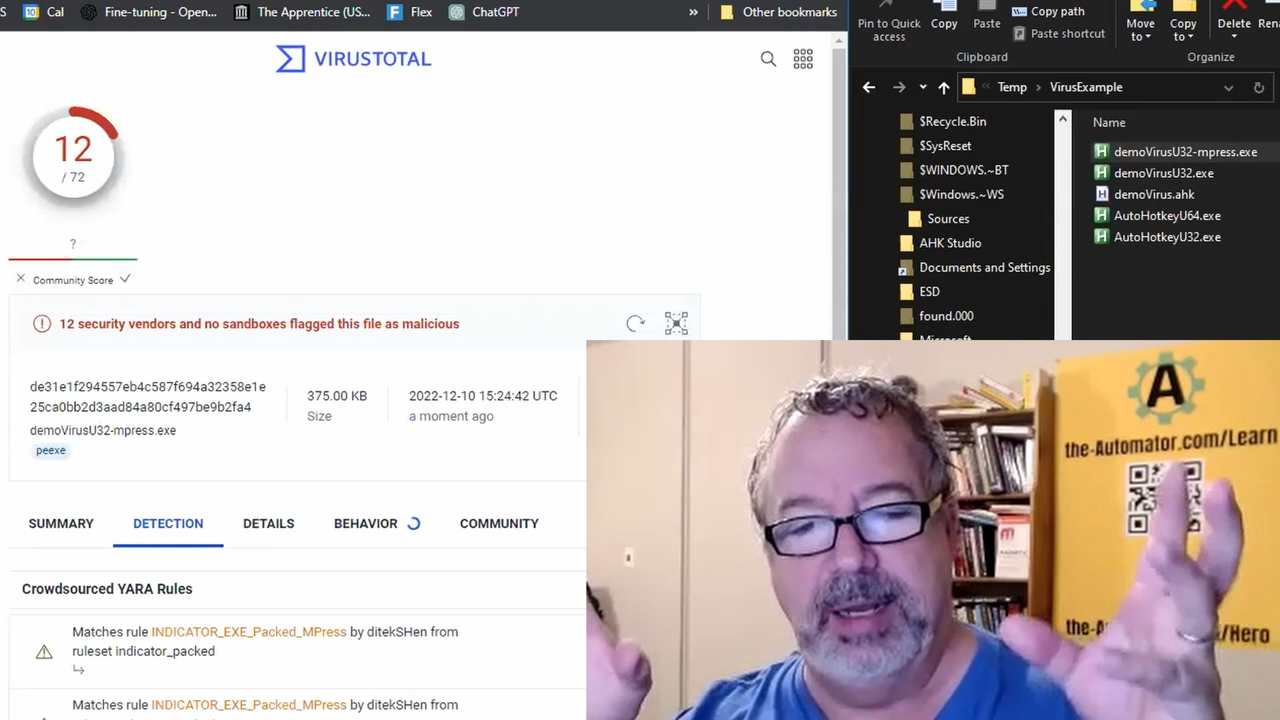 S
Cal
Fine-tuning - Openi...
The Apprentice (US...
Flex
ChatGPT
»
Other bookmarks
VIRUSTOTAL
12
/ 72
?
Community Score
12 security vendors and no sandboxes flagged this file as malicious
de31e1f294557eb4c587f694a32358e1e
25ca0bb2d3aad84a80cf497be9b2fa4
demoVirusU32-mpress.exe
peexe
375.00 KB
Size
2022-12-10 15:24:42 UTC
a moment ago
SUMMARY
DETECTION
DETAILS
BEHAVIOR
COMMUNITY
Crowdsourced YARA Rules
Matches rule INDICATOR_EXE_Packed_MPress by ditekSHen from
ruleset indicator_packed
Matches rule INDICATOR_EXE_Packed_MPress by ditekSHen from
Pin to Quick
access
Copy
Paste
Copy path
Paste shortcut
Move
to
Copy
to
Delete
Rena
Clipboard
Organize
« Temp > VirusExample
$Recycle.Bin
$SysReset
$WINDOWS.~BT
$Windows.~WS
Sources
AHK Studio
Documents and Settings
ESD
found.000
Microsoft
Name
demoVirusU32-mpress.exe
demoVirusU32.exe
demoVirus.ahk
AutoHotkeyU64.exe
AutoHotkeyU32.exe
A
the-Automator.com/Learn
the-A
/Hero